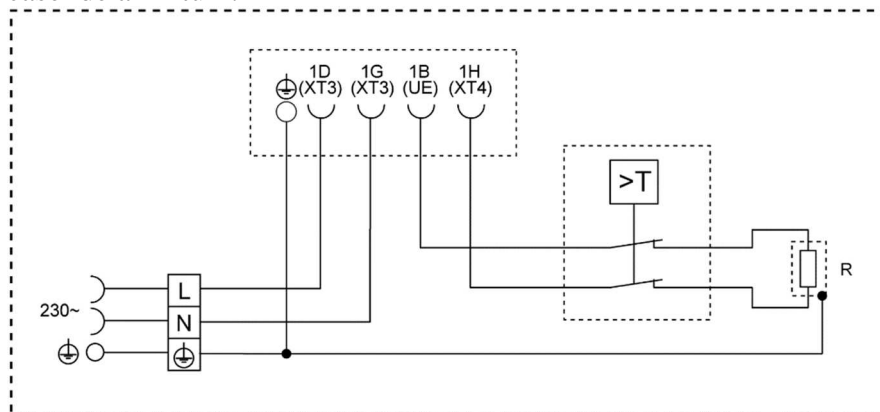 1D 1G 1B 1H
(XT3) (XT3) (UE) (XT4)
>T
R
L
230~
N